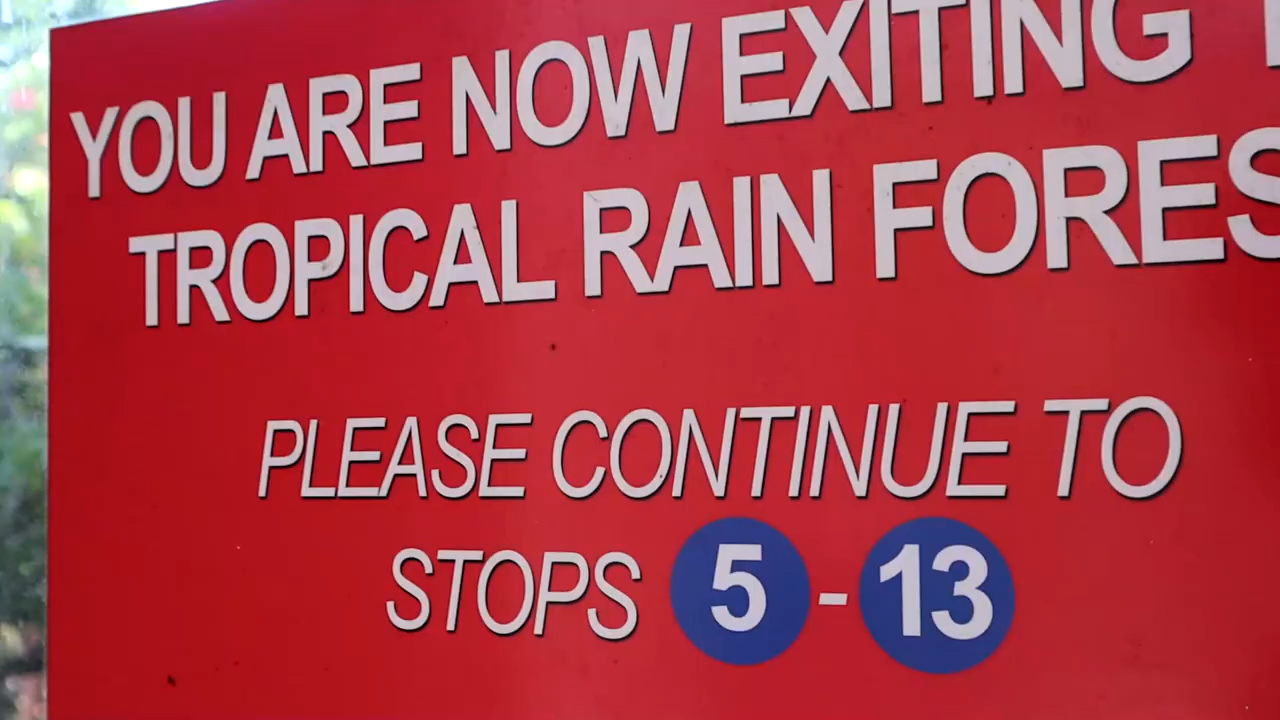 YOU ARE NOW EXITING
TROPICAL RAIN FORES
PLEASE CONTINUE TO
STOPS 5 - 13